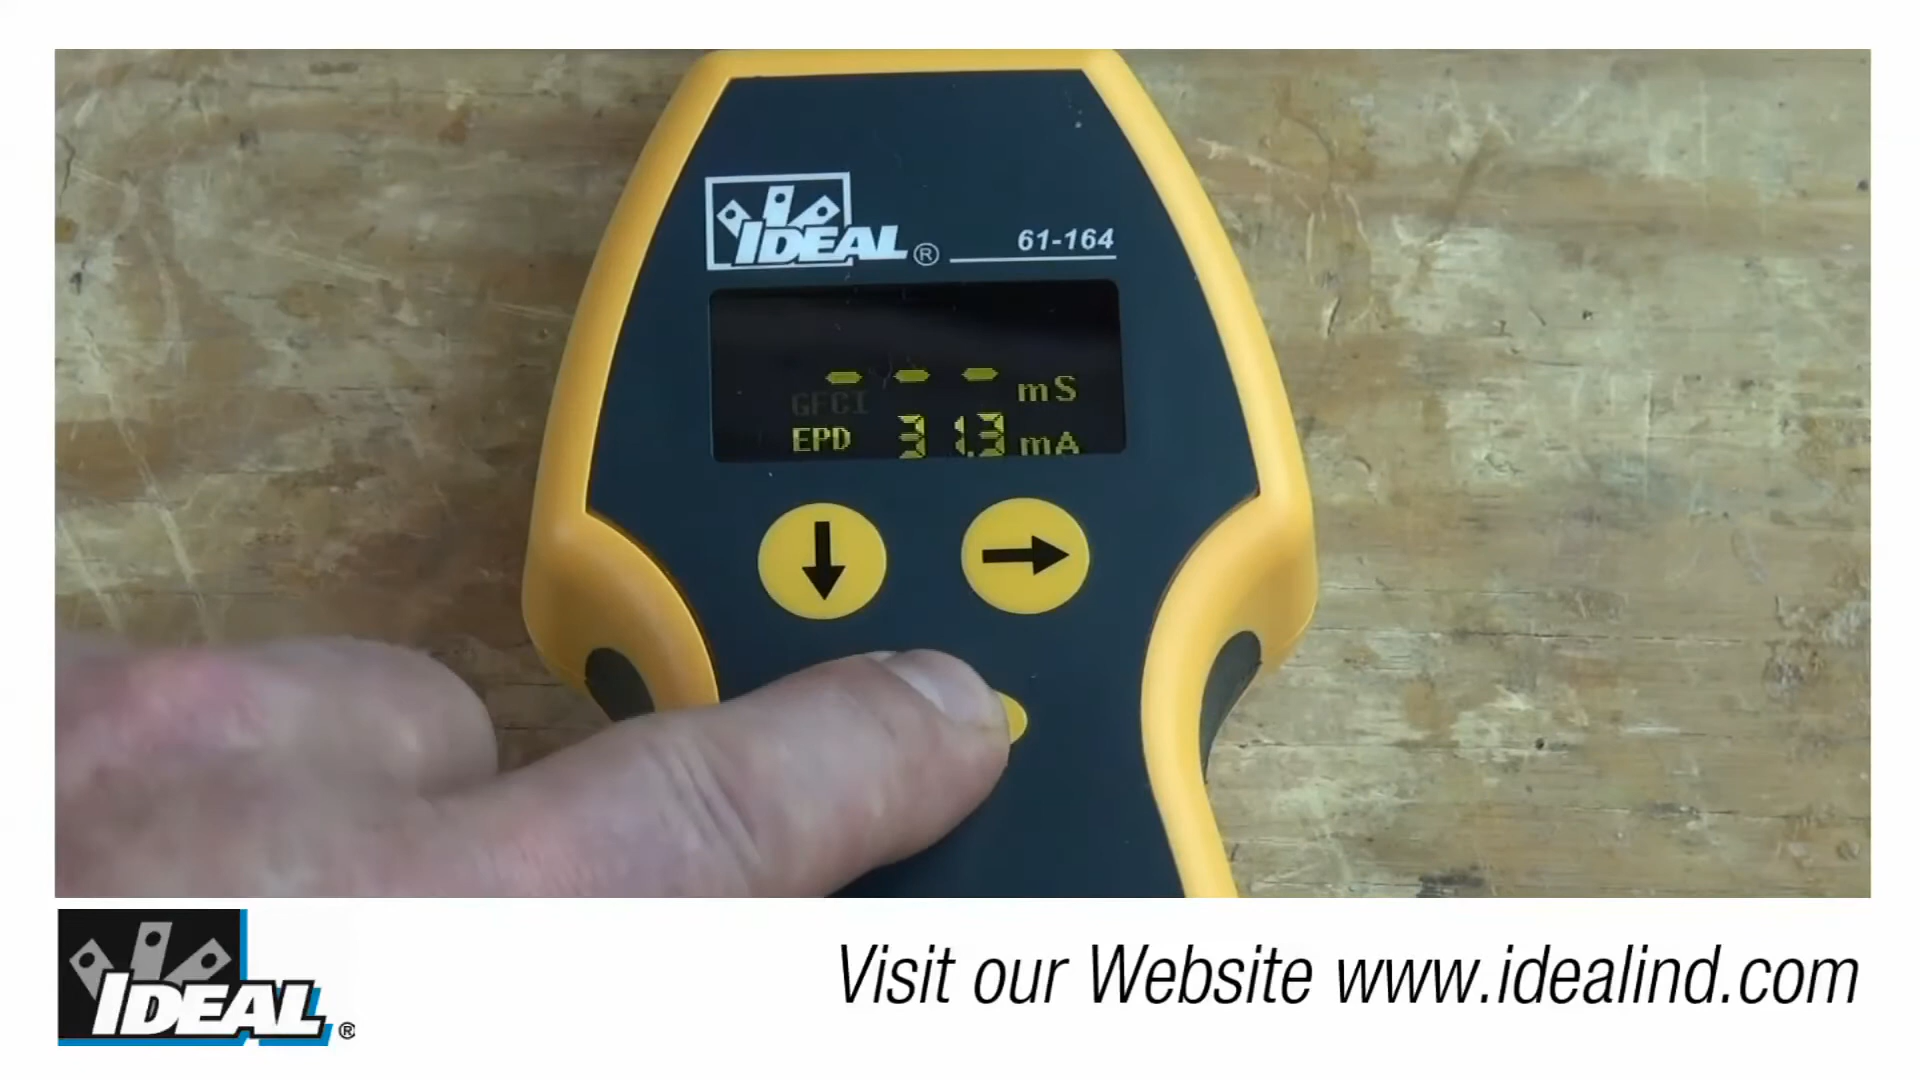 IDEAL®
61-164
- - - mS
GFCI
EPD 31.3 mA
IDEAL®
Visit our Website www.idealind.com